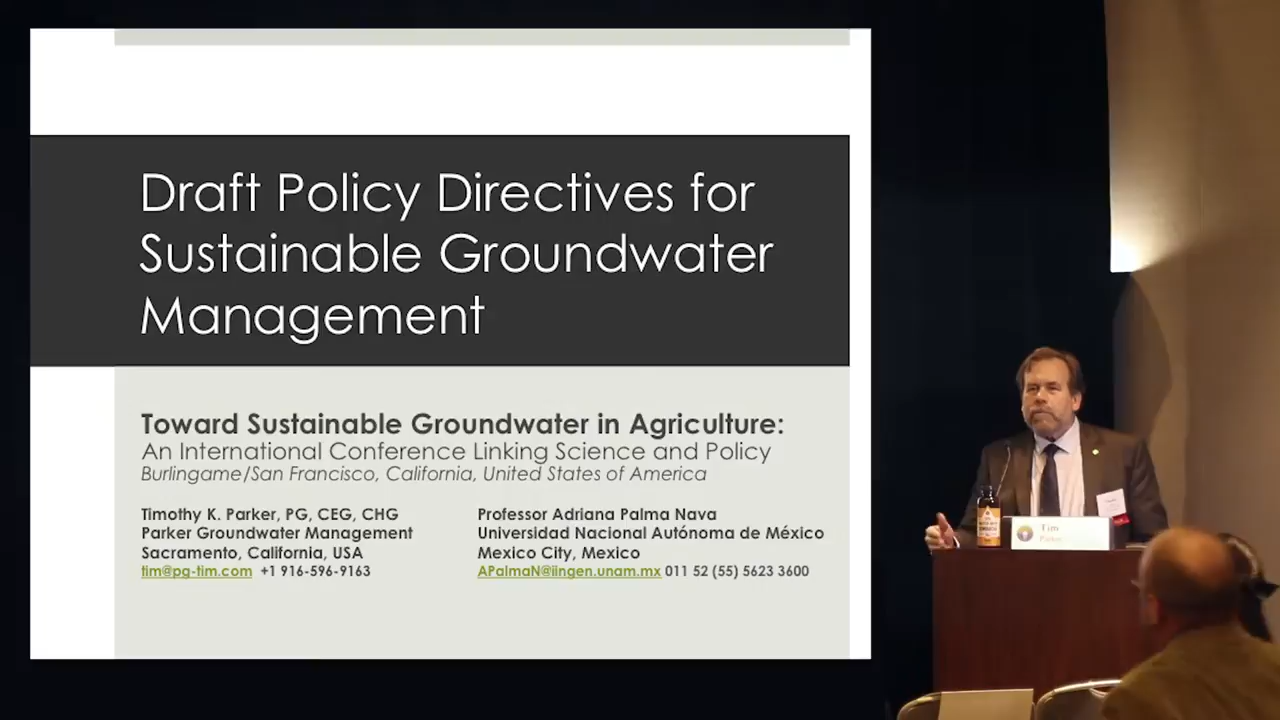 Draft Policy Directives for
Sustainable Groundwater
Management
Toward Sustainable Groundwater in Agriculture:
An International Conference Linking Science and Policy
Burlingame/San Francisco, California, United States of America
Timothy K. Parker, PG, CEG, CHG
Parker Groundwater Management
Sacramento, California, USA
tim@pg-tim.com +1 916-596-9163
Professor Adriana Palma Nava
Universidad Nacional Autónoma de México
Mexico City, Mexico
APalmaN@iingen.unam.mx 011 52 (55) 5623 3600
Tim
Parker